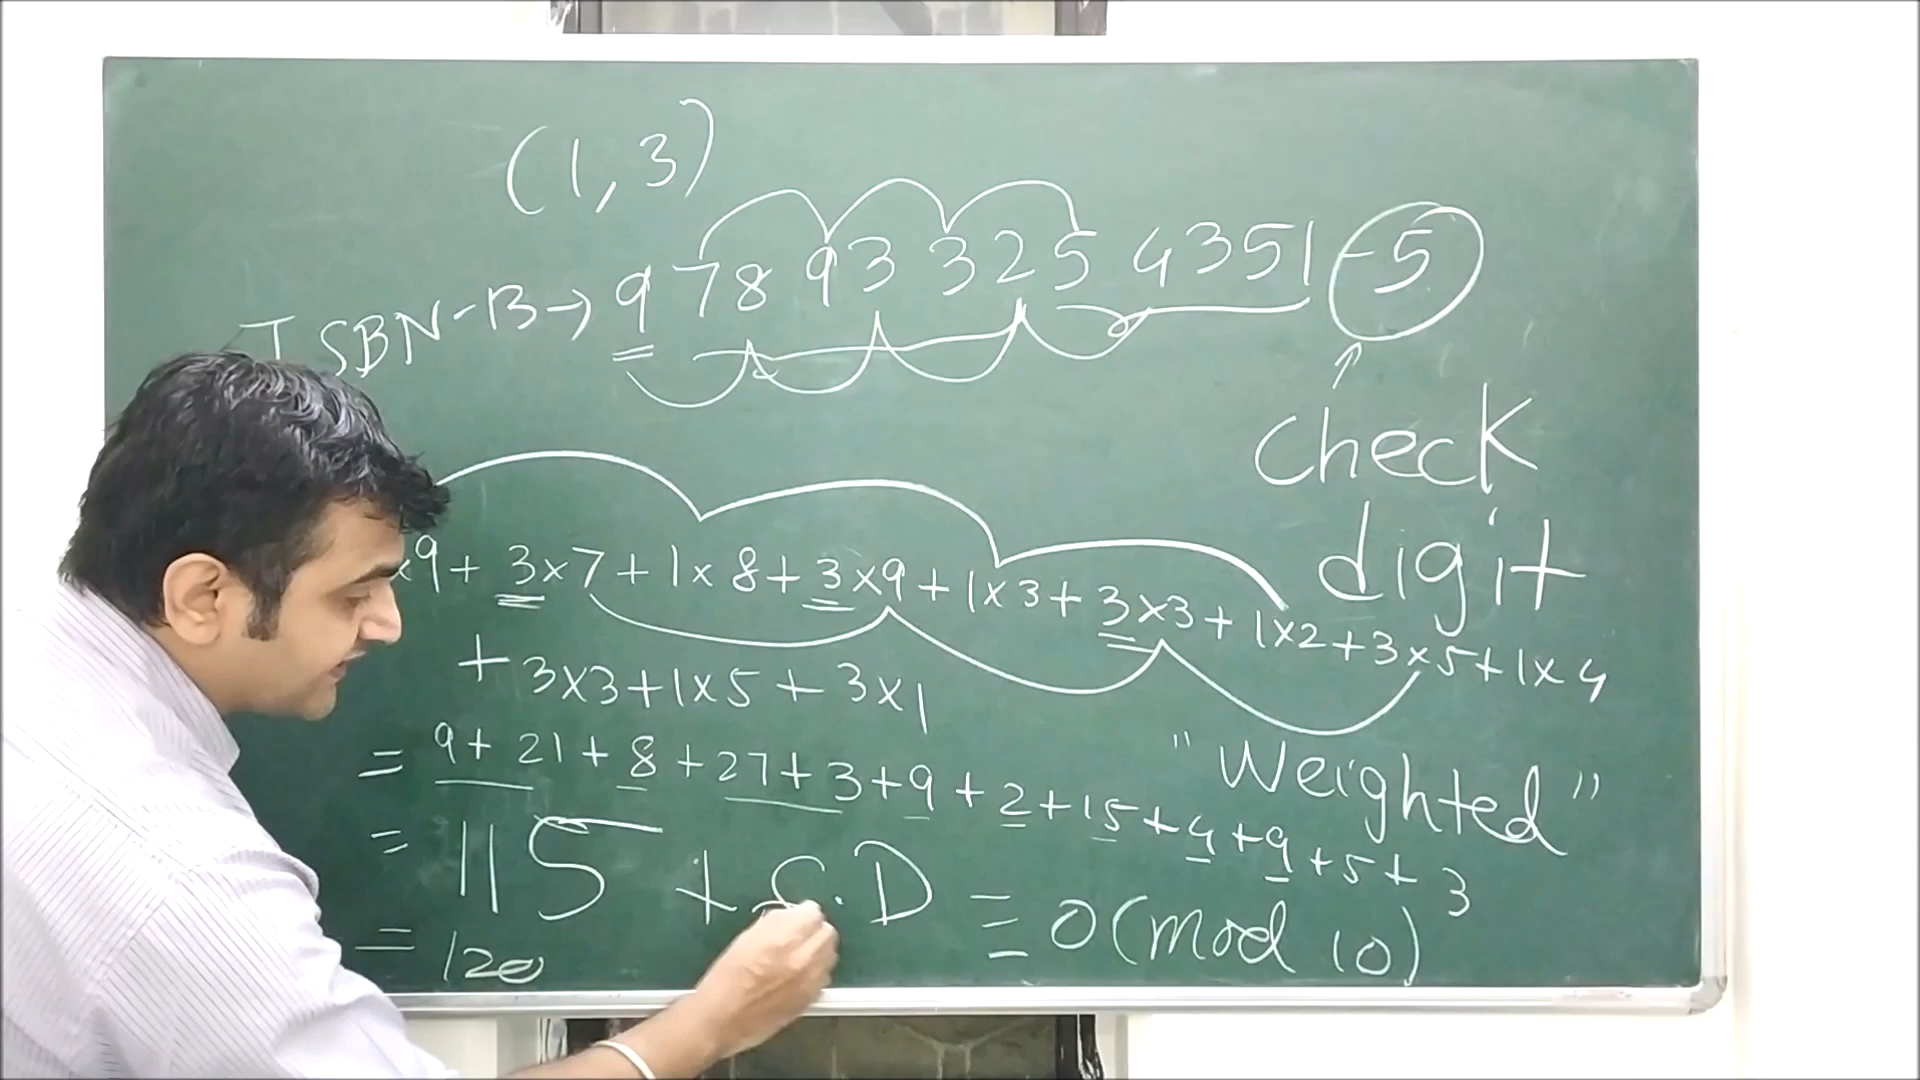 (1, 3)
ISBN-13→ 978 93 325 4351-5
check
digit
×9+ 3×7+1×8+3×9+1×3+3×3+1×2+3×5+1×4
+3×3+1×5+3×1
"Weighted"
= 9+21+8+27+3+9+2+15+4+9+5+3
= 115 + C.D ≡ 0(mod 10)
= 120